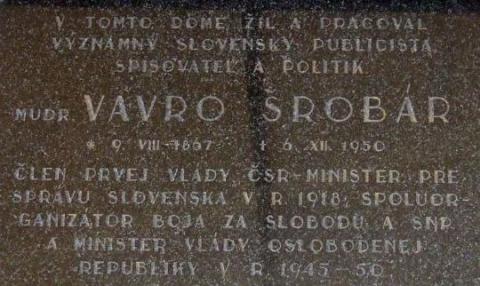 V TOMTO DOME ŽIL A PRACOVAL
VÝZNAMNÝ SLOVENSKÝ PUBLICISTA
SPISOVATEĽ A POLITIK
MUDR. VAVRO ŠROBÁR
* 9. VIII. 1867 † 6. XII. 1950
ČLEN PRVEJ VLÁDY ČSR-MINISTER PRE
SPRÁVU SLOVENSKA V R. 1918, SPOLUOR-
GANIZÁTOR BOJA ZA SLOBODU A SNP
A MINISTER VLÁDY OSLOBODENEJ
REPUBLIKY V R. 1945-50.